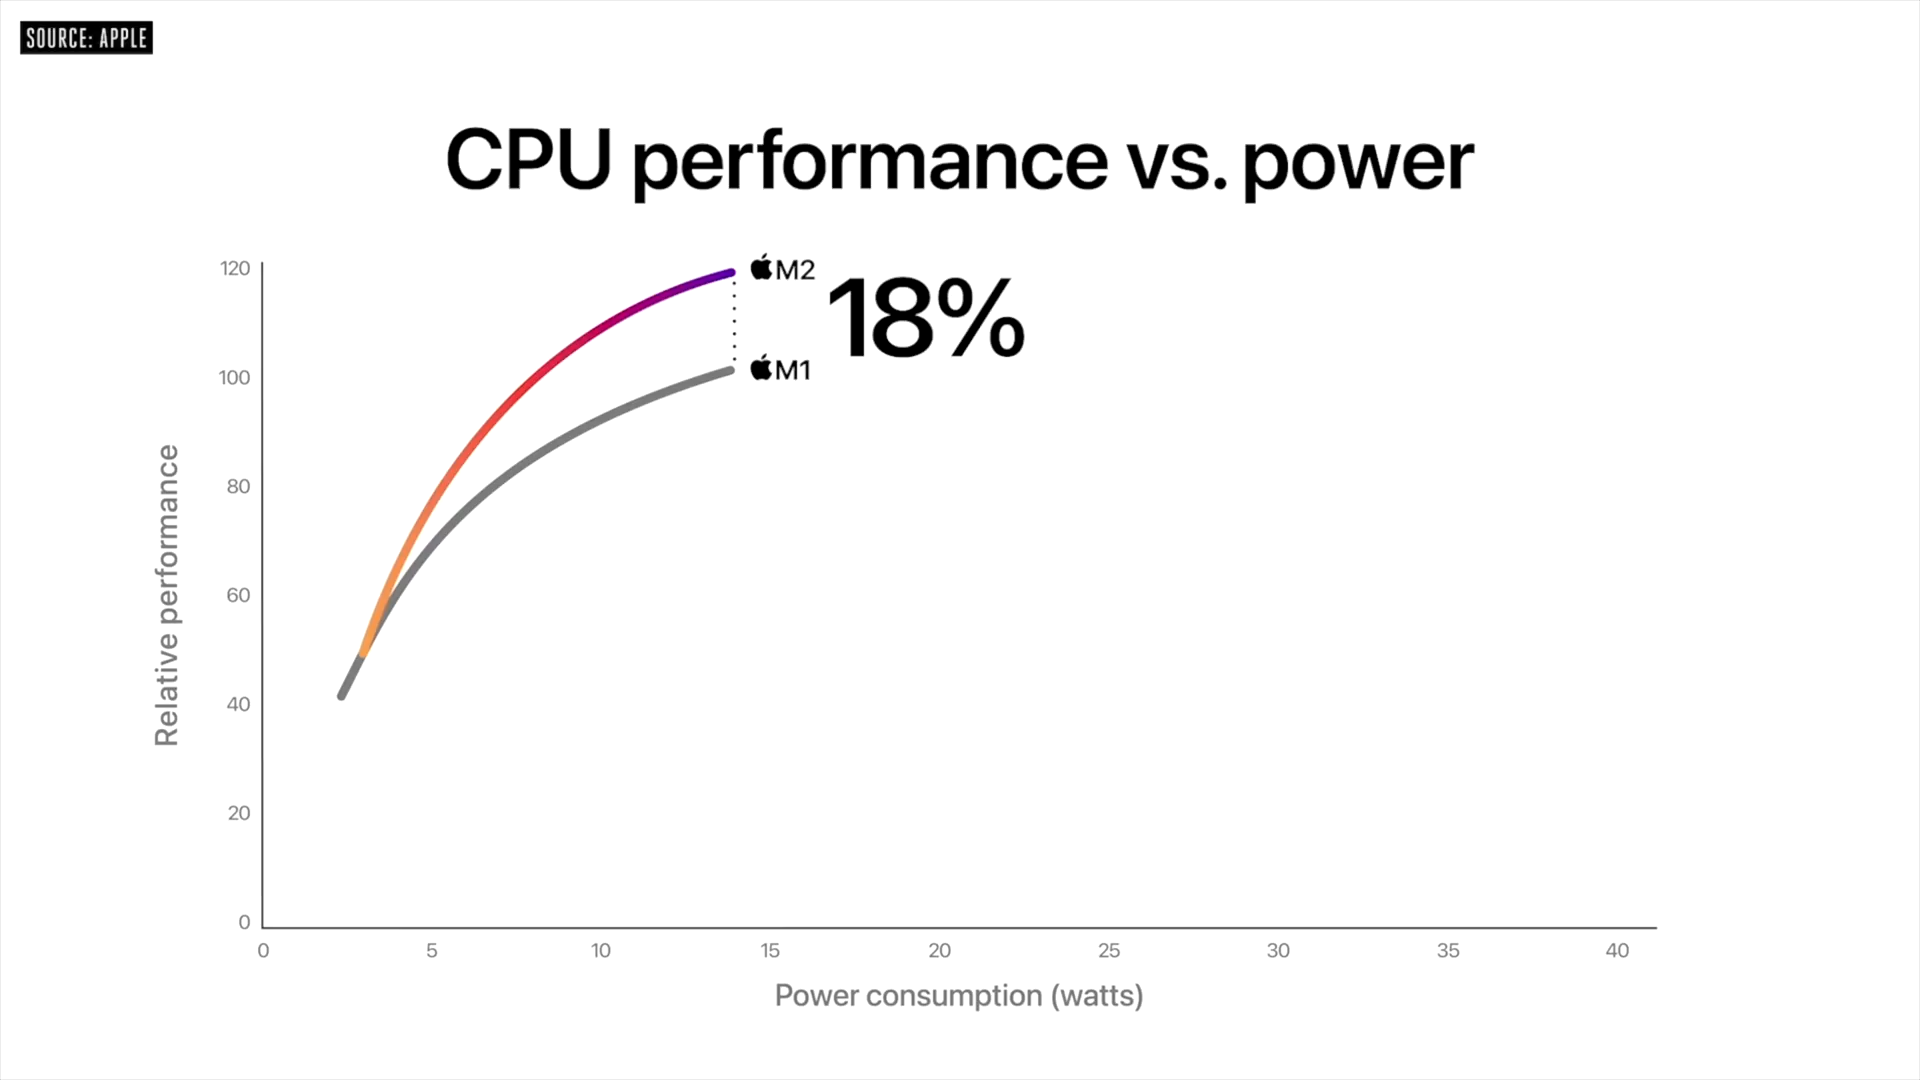 SOURCE: APPLE
CPU performance vs. power
120
M2
18%
100
M1
80
60
40
20
0
Relative performance
0 5 10 15 20 25 30 35 40
Power consumption (watts)